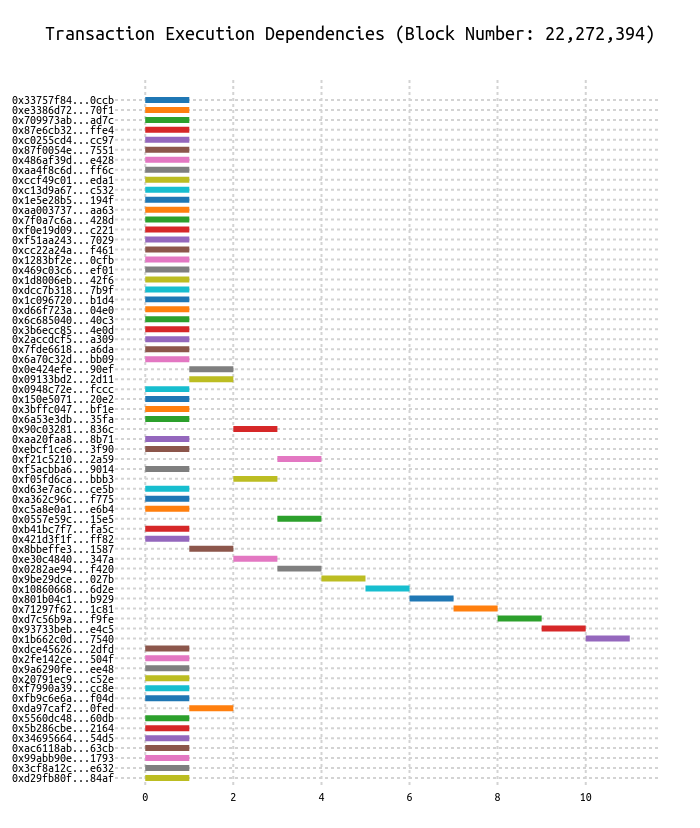 Transaction Execution Dependencies (Block Number: 22,272,394)
0x33757f84...0ccb
0xe3386d72...70f1
0x709973ab...ad7c
0x87e6cb32...ffe4
0xc0255cd4...cc97
0x87f0054e...7551
0x486af39d...e428
0xaa4f8c6d...ff6c
0xccf49c01...eda1
0xc13d9a67...c532
0x1e5e28b5...194f
0xaa003737...aa63
0x7f0a7c6a...428d
0xf0e19d09...c221
0xf51aa243...7029
0xcc22a24a...f461
0x1283bf2e...0cfb
0x469c03c6...ef01
0x1d8006eb...42f6
0xdcc7b318...7b9f
0x1c096720...b1d4
0xd66f723a...04e0
0x6c685040...40c3
0x3b6ecc85...4e0d
0x2accdcf5...a309
0x7fde6618...a6da
0x6a70c32d...bb09
0x0e424efe...90ef
0x09133bd2...2d11
0x0948c72e...fccc
0x150e5071...20e2
0x3bffc047...bf1e
0x6a53e3db...35fa
0x90c03281...836c
0xaa20faa8...8b71
0xebcf1ce6...3f90
0xf21c5210...2a59
0xf5acbba6...9014
0xf05fd6ca...bbb3
0xd63e7ac6...ce5b
0xa362c96c...f775
0xc5a8e0a1...e6b4
0x0557e59c...15e5
0xb41bc7f7...fa5c
0x421d3f1f...ff82
0x8bbeffe3...1587
0xe30c4840...347a
0x0282ae94...f420
0x9be29dce...027b
0x10860668...6d2e
0x801b04c1...b929
0x71297f62...1c81
0xd7c56b9a...f9fe
0x93733beb...e4c5
0x1b662c0d...7540
0xdce45626...2dfd
0x2fe142ce...504f
0x9a6290fe...ee48
0x20791ec9...c52e
0xf7990a39...cc8e
0xfb9c6e6a...f04d
0xda97caf2...0fed
0x5560dc48...60db
0x5b286cbe...2164
0x34695664...54d5
0xac6118ab...63cb
0x99abb90e...1793
0x3cf8a12c...e632
0xd29fb80f...84af
0 2 4 6 8 10